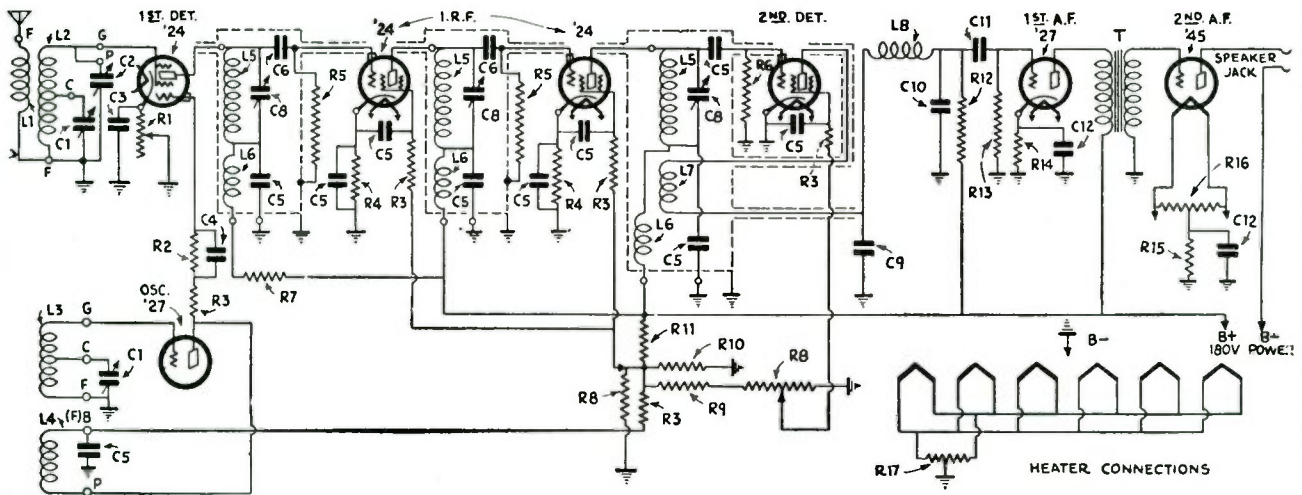 1ST. DET. I.R.F. 2ND. DET. 1ST. A.F. 2ND. A.F.
'24 '24 '24 '27 '45
F L2 G P C2 L8 C11 T
SPEAKER JACK
L5 C6 R5 L5 C6 R5 L5 C5 R6
L1 C C3 R1 C8 C8 C8 C10 R12
C1 F
L6 C5 C5 C5 R4 R3 L6 C5 C5 C5 R4 R3 L7 C5 R3 R13 R14 C12 R16
C4 L6 C5 C9 R15 C12
R2 R7
OSC. '27 R3
L3 G R11 B- B+ B+
180V POWER
C C1 R10 R8
F R8 R3 R9
L4 (F)B
C5 R17 HEATER CONNECTIONS
P